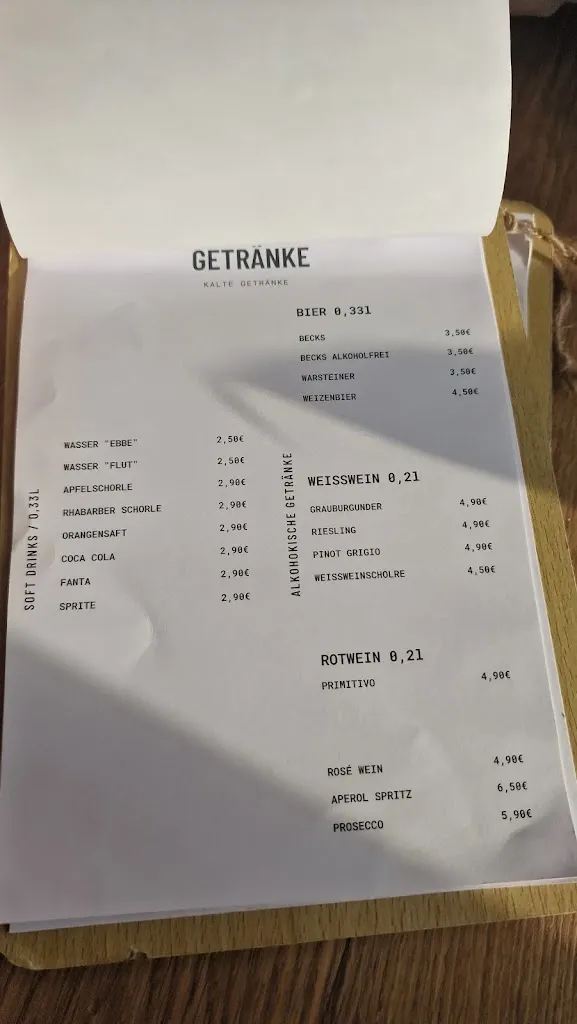 GETRÄNKE
KALTE GETRÄNKE
SOFT DRINKS / 0,33L
WASSER "EBBE" 2,50€
WASSER "FLUT" 2,50€
APFELSCHORLE 2,90€
RHABARBER SCHORLE 2,90€
ORANGENSAFT 2,90€
COCA COLA 2,90€
FANTA 2,90€
SPRITE 2,90€
ALKOHOKISCHE GETRÄNKE
BIER 0,33l
BECKS 3,50€
BECKS ALKOHOLFREI 3,50€
WARSTEINER 3,50€
WEIZENBIER 4,50€
WEISSWEIN 0,2l
GRAUBURGUNDER 4,90€
RIESLING 4,90€
PINOT GRIGIO 4,90€
WEISSWEINSCHOLRE 4,50€
ROTWEIN 0,2l
PRIMITIVO 4,90€
ROSÉ WEIN 4,90€
APEROL SPRITZ 6,50€
PROSECCO 5,90€